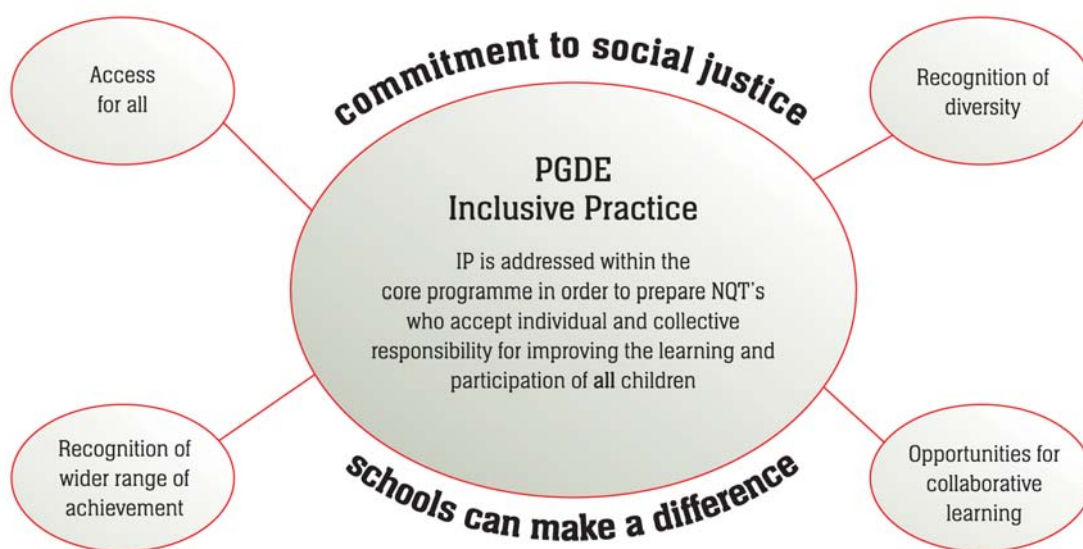 commitment to social justice
Access
for all
Recognition of
diversity
PGDE
Inclusive Practice
IP is addressed within the
core programme in order to prepare NQT's
who accept individual and collective
responsibility for improving the learning and
participation of all children
Recognition of
wider range of
achievement
Opportunities for
collaborative
learning
schools can make a difference